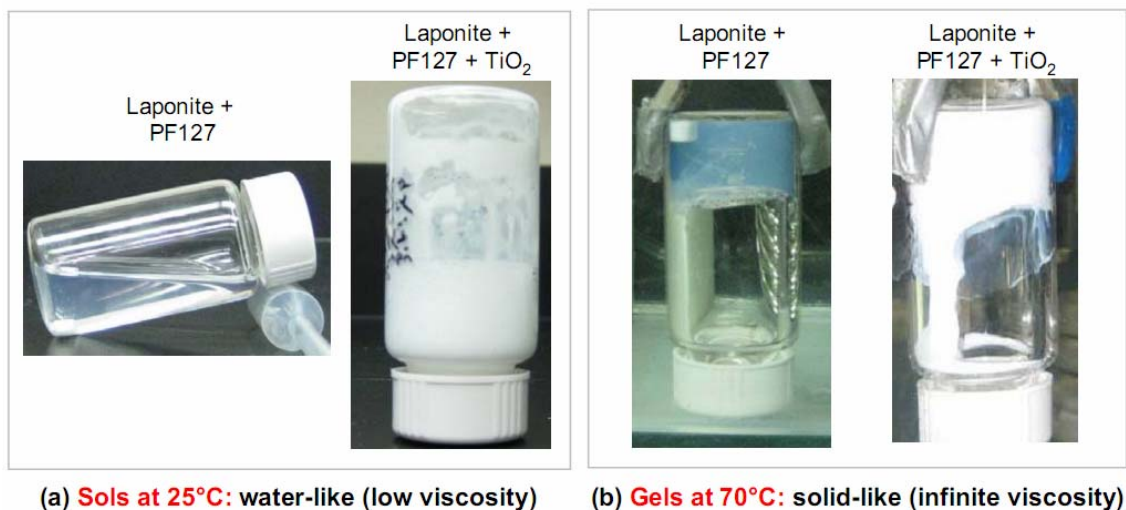 Laponite +
PF127
Laponite +
PF127 + TiO₂
(a) Sols at 25°C: water-like (low viscosity)
Laponite +
PF127
Laponite +
PF127 + TiO₂
(b) Gels at 70°C: solid-like (infinite viscosity)